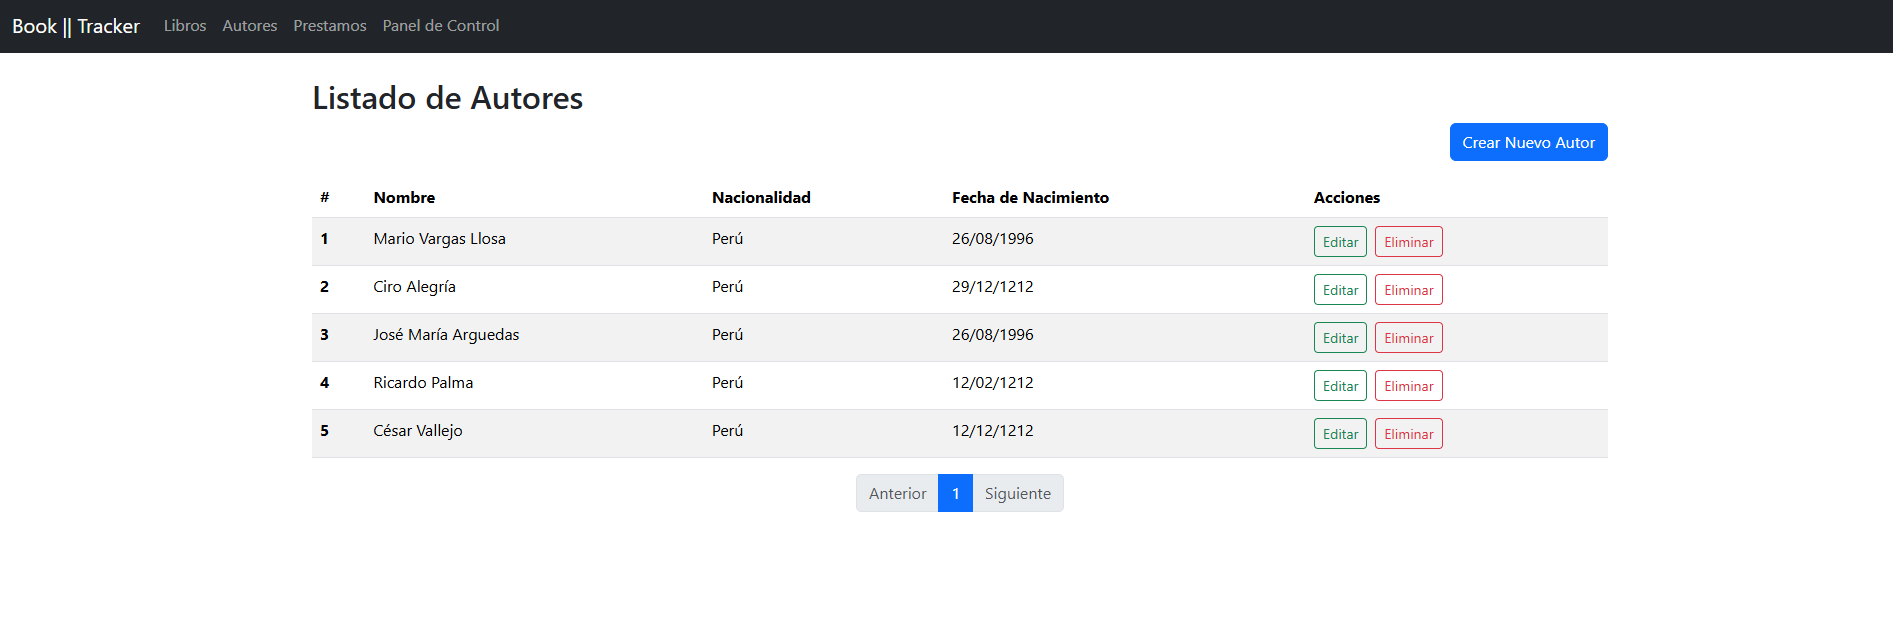 Book || Tracker Libros Autores Prestamos Panel de Control
Listado de Autores
Crear Nuevo Autor
# Nombre Nacionalidad Fecha de Nacimiento Acciones
1 Mario Vargas Llosa Perú 26/08/1996 Editar Eliminar
2 Ciro Alegría Perú 29/12/1212 Editar Eliminar
3 José María Arguedas Perú 26/08/1996 Editar Eliminar
4 Ricardo Palma Perú 12/02/1212 Editar Eliminar
5 César Vallejo Perú 12/12/1212 Editar Eliminar
Anterior 1 Siguiente